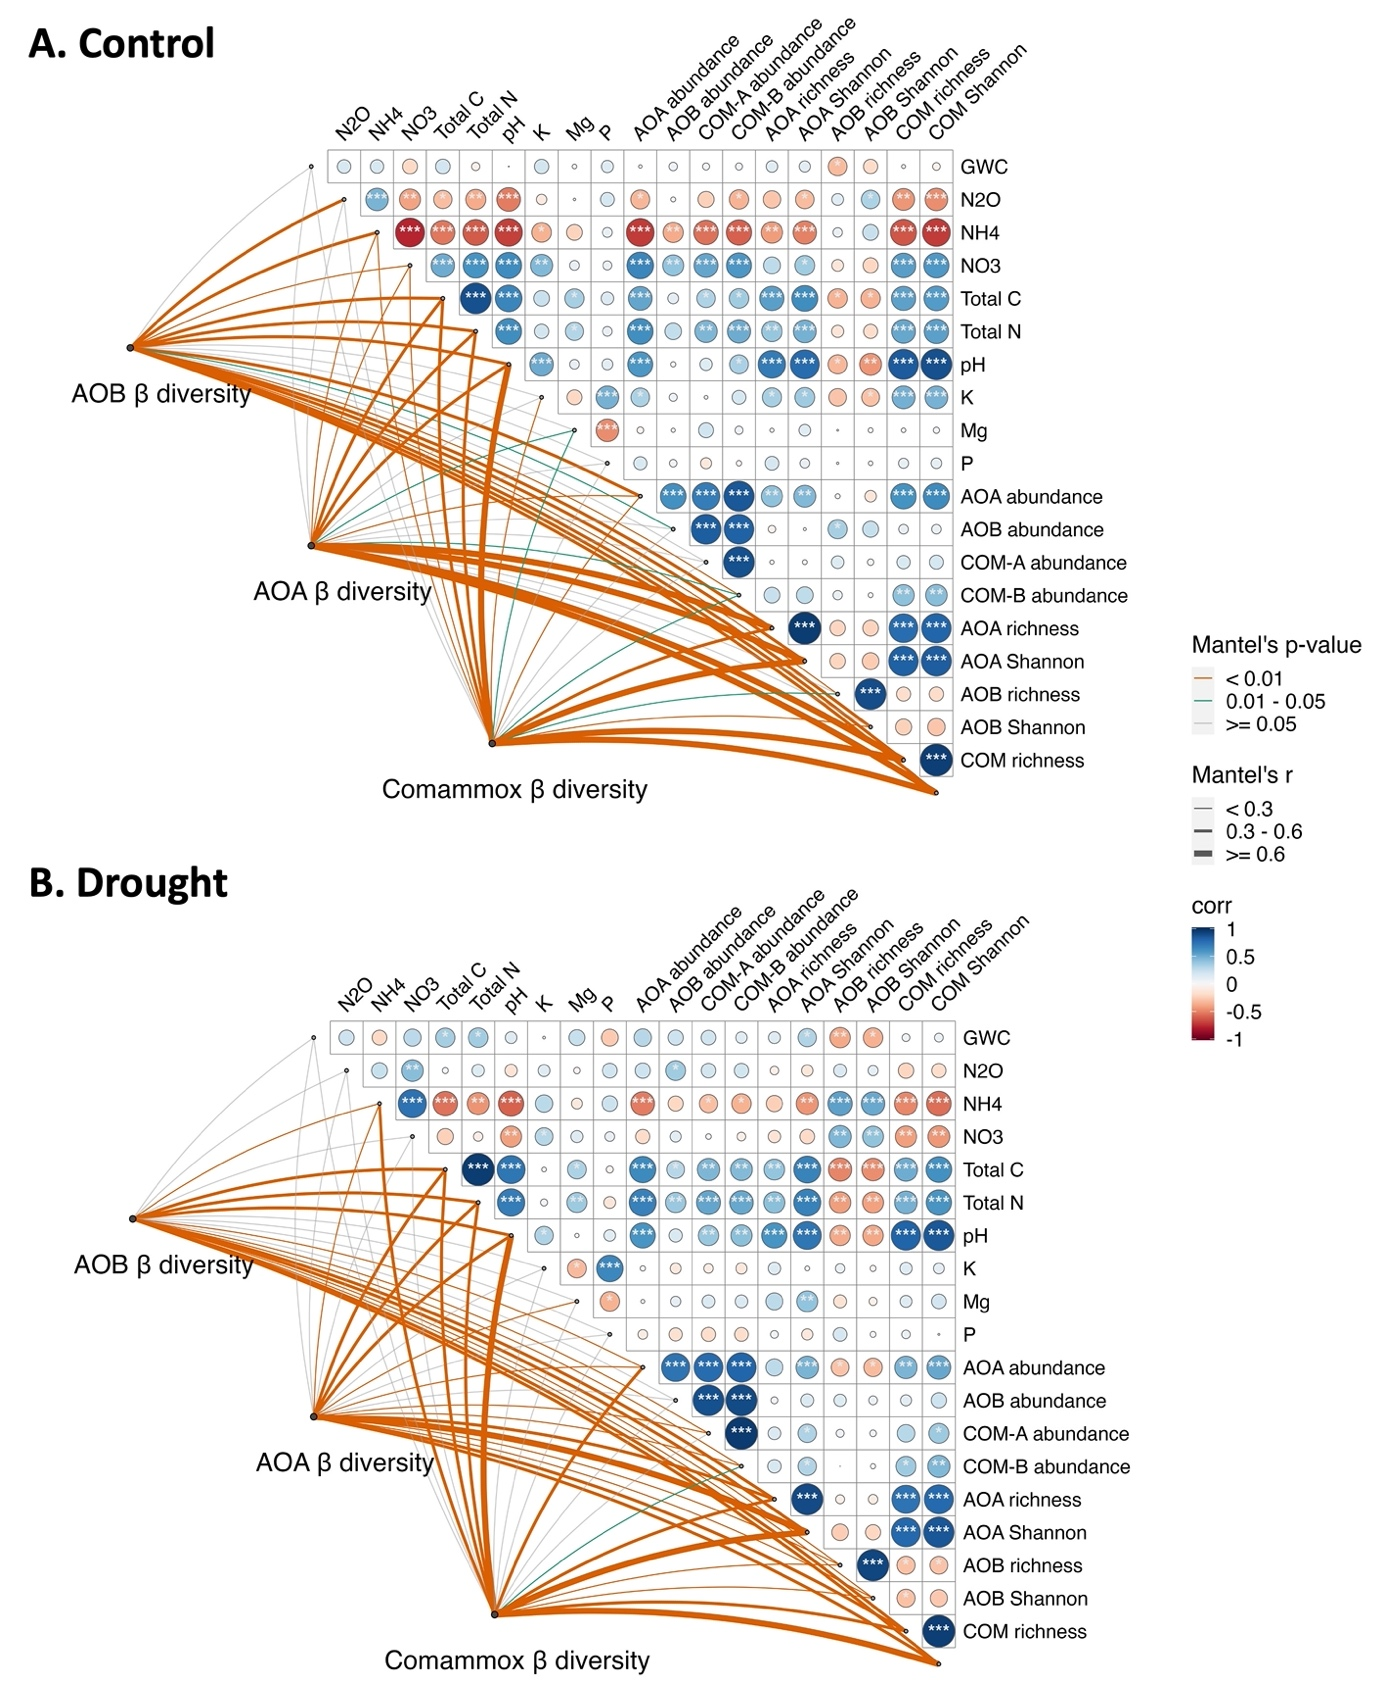 A. Control
N2O
NH4
NO3
Total C
Total N
pH
K
Mg
P
AOA abundance
AOB abundance
COM-A abundance
COM-B abundance
AOA richness
AOA Shannon
AOB richness
AOB Shannon
COM richness
COM Shannon
GWC
N2O
NH4
NO3
Total C
Total N
pH
K
Mg
P
AOA abundance
AOB abundance
COM-A abundance
COM-B abundance
AOA richness
AOA Shannon
AOB richness
AOB Shannon
COM richness
AOB β diversity
AOA β diversity
Comammox β diversity
Mantel's p-value
< 0.01
0.01 - 0.05
>= 0.05
Mantel's r
< 0.3
0.3 - 0.6
>= 0.6
corr
1
0.5
0
-0.5
-1
B. Drought
N2O
NH4
NO3
Total C
Total N
pH
K
Mg
P
AOA abundance
AOB abundance
COM-A abundance
COM-B abundance
AOA richness
AOA Shannon
AOB richness
AOB Shannon
COM richness
COM Shannon
GWC
N2O
NH4
NO3
Total C
Total N
pH
K
Mg
P
AOA abundance
AOB abundance
COM-A abundance
COM-B abundance
AOA richness
AOA Shannon
AOB richness
AOB Shannon
COM richness
AOB β diversity
AOA β diversity
Comammox β diversity